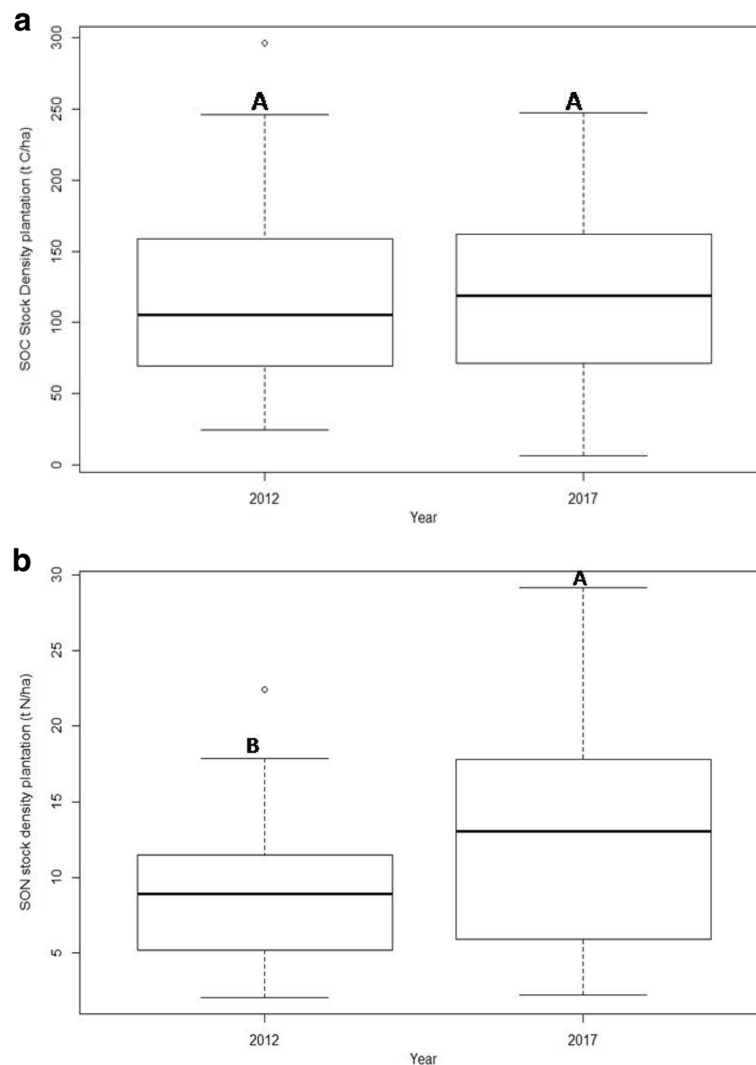 a
SOC Stock Density plantation (t C/ha)
300
250
200
150
100
50
0
A
A
2012
2017
Year
b
SON stock density plantation (t N/ha)
30
25
20
15
10
5
B
A
2012
2017
Year